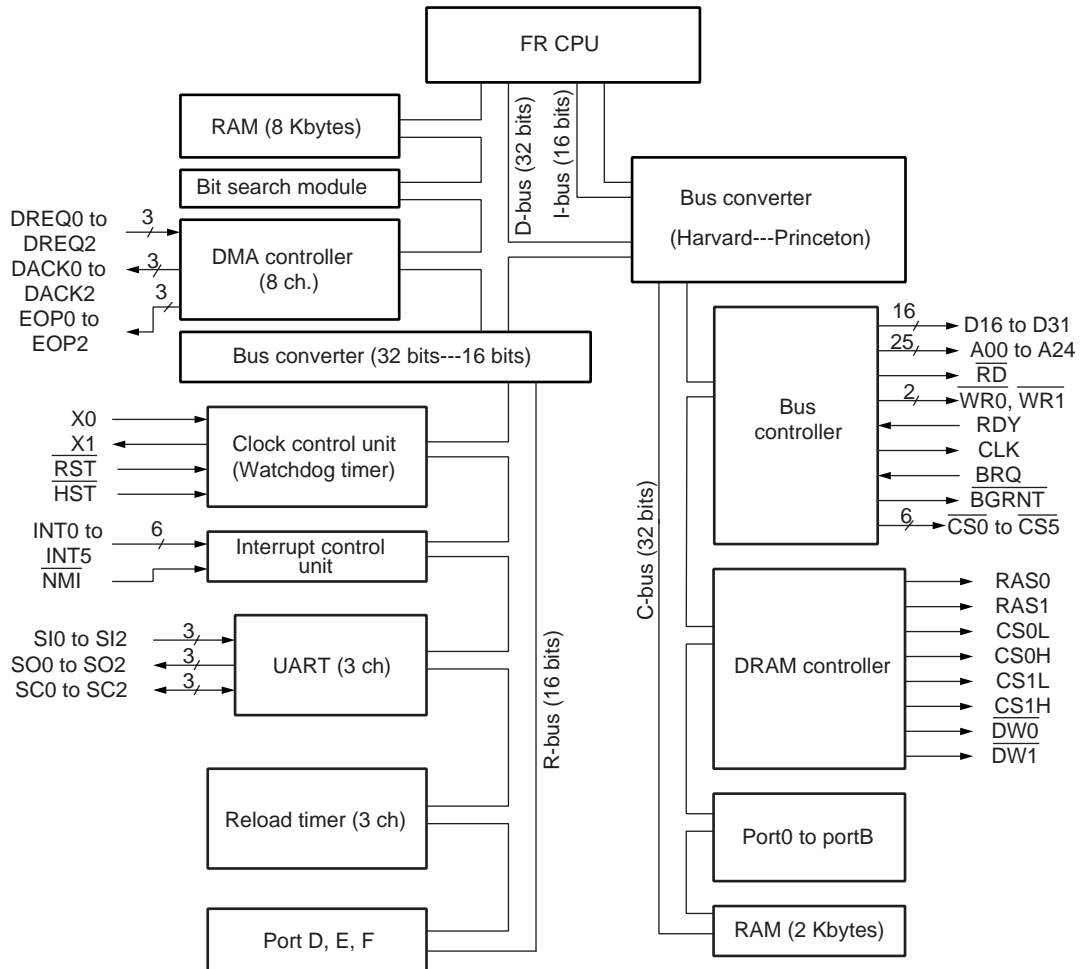 FR CPU
RAM (8 Kbytes)
D-bus (32 bits)
I-bus (16 bits)
Bit search module
Bus converter
(Harvard---Princeton)
DREQ0 to
DREQ2
3
DACK0 to
DACK2
3
EOP0 to
EOP2
3
DMA controller
(8 ch.)
Bus converter (32 bits---16 bits)
X0
X1
RST
HST
Clock control unit
(Watchdog timer)
INT0 to
INT5
6
NMI
Interrupt control
unit
SI0 to SI2
3
SO0 to SO2
3
SC0 to SC2
3
UART (3 ch)
R-bus (16 bits)
Reload timer (3 ch)
Port D, E, F
C-bus (32 bits)
Bus
controller
16
D16 to D31
25
A00 to A24
RD
2
WR0, WR1
RDY
CLK
BRQ
BGRNT
6
CS0 to CS5
DRAM controller
RAS0
RAS1
CS0L
CS0H
CS1L
CS1H
DW0
DW1
Port0 to portB
RAM (2 Kbytes)